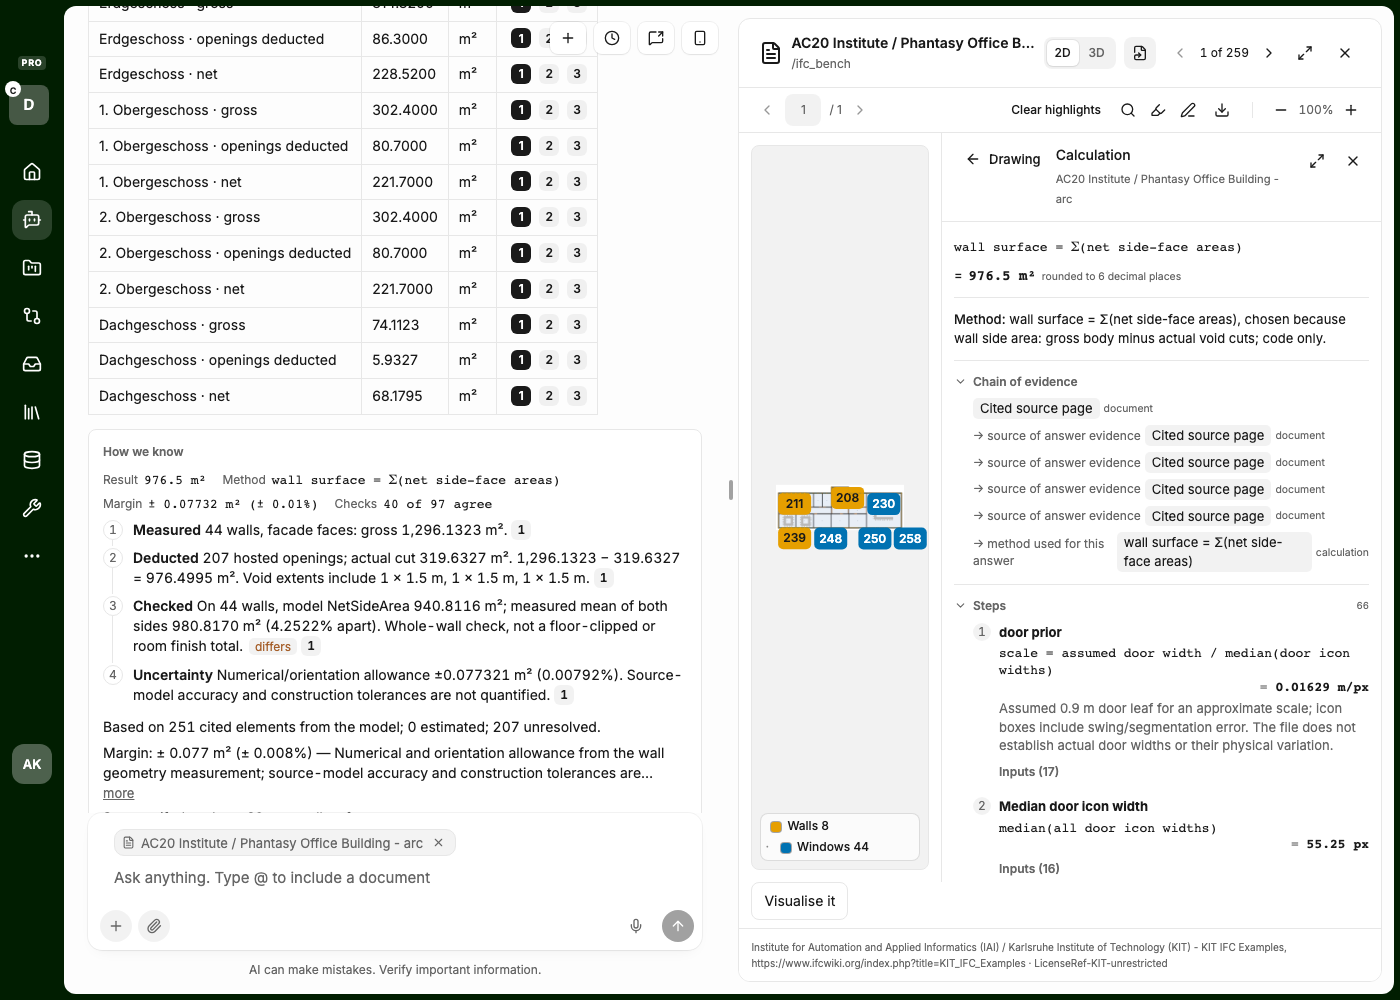 PRO
C
D
AK
Erdgeschoss · openings deducted 86.3000 m² 1 2
Erdgeschoss · net 228.5200 m² 1 2 3
1. Obergeschoss · gross 302.4000 m² 1 2 3
1. Obergeschoss · openings deducted 80.7000 m² 1 2 3
1. Obergeschoss · net 221.7000 m² 1 2 3
2. Obergeschoss · gross 302.4000 m² 1 2 3
2. Obergeschoss · openings deducted 80.7000 m² 1 2 3
2. Obergeschoss · net 221.7000 m² 1 2 3
Dachgeschoss · gross 74.1123 m² 1 2 3
Dachgeschoss · openings deducted 5.9327 m² 1 2 3
Dachgeschoss · net 68.1795 m² 1 2 3
How we know
Result 976.5 m² Method wall surface = Σ(net side-face areas)
Margin ± 0.07732 m² (± 0.01%) Checks 40 of 97 agree
1 Measured 44 walls, facade faces: gross 1,296.1323 m². 1
2 Deducted 207 hosted openings; actual cut 319.6327 m². 1,296.1323 − 319.6327
= 976.4995 m². Void extents include 1 × 1.5 m, 1 × 1.5 m, 1 × 1.5 m. 1
3 Checked On 44 walls, model NetSideArea 940.8116 m²; measured mean of both
sides 980.8170 m² (4.2522% apart). Whole-wall check, not a floor-clipped or
room finish total. differs 1
4 Uncertainty Numerical/orientation allowance ±0.077321 m² (0.00792%). Source-
model accuracy and construction tolerances are not quantified. 1
Based on 251 cited elements from the model; 0 estimated; 207 unresolved.
Margin: ± 0.077 m² (± 0.008%) — Numerical and orientation allowance from the wall
geometry measurement; source-model accuracy and construction tolerances are...
more
AC20 Institute / Phantasy Office Building - arc
Ask anything. Type @ to include a document
AI can make mistakes. Verify important information.
AC20 Institute / Phantasy Office B...
/ifc_bench
2D 3D
1 of 259
1 / 1
Clear highlights
100%
211 208 230
239 248 250 258
Walls 8
Windows 44
Visualise it
Drawing
Calculation
AC20 Institute / Phantasy Office Building -
arc
wall surface = Σ(net side-face areas)
= 976.5 m² rounded to 6 decimal places
Method: wall surface = Σ(net side-face areas), chosen because
wall side area: gross body minus actual void cuts; code only.
Chain of evidence
Cited source page document
→ source of answer evidence Cited source page document
→ source of answer evidence Cited source page document
→ source of answer evidence Cited source page document
→ source of answer evidence Cited source page document
→ method used for this answer wall surface = Σ(net side-face areas) calculation
Steps 66
1 door prior
scale = assumed door width / median(door icon
widths)
= 0.01629 m/px
Assumed 0.9 m door leaf for an approximate scale; icon
boxes include swing/segmentation error. The file does not
establish actual door widths or their physical variation.
Inputs (17)
2 Median door icon width
median(all door icon widths)
= 55.25 px
Inputs (16)
Institute for Automation and Applied Informatics (IAI) / Karlsruhe Institute of Technology (KIT) - KIT IFC Examples,
https://www.ifcwiki.org/index.php?title=KIT_IFC_Examples · LicenseRef-KIT-unrestricted